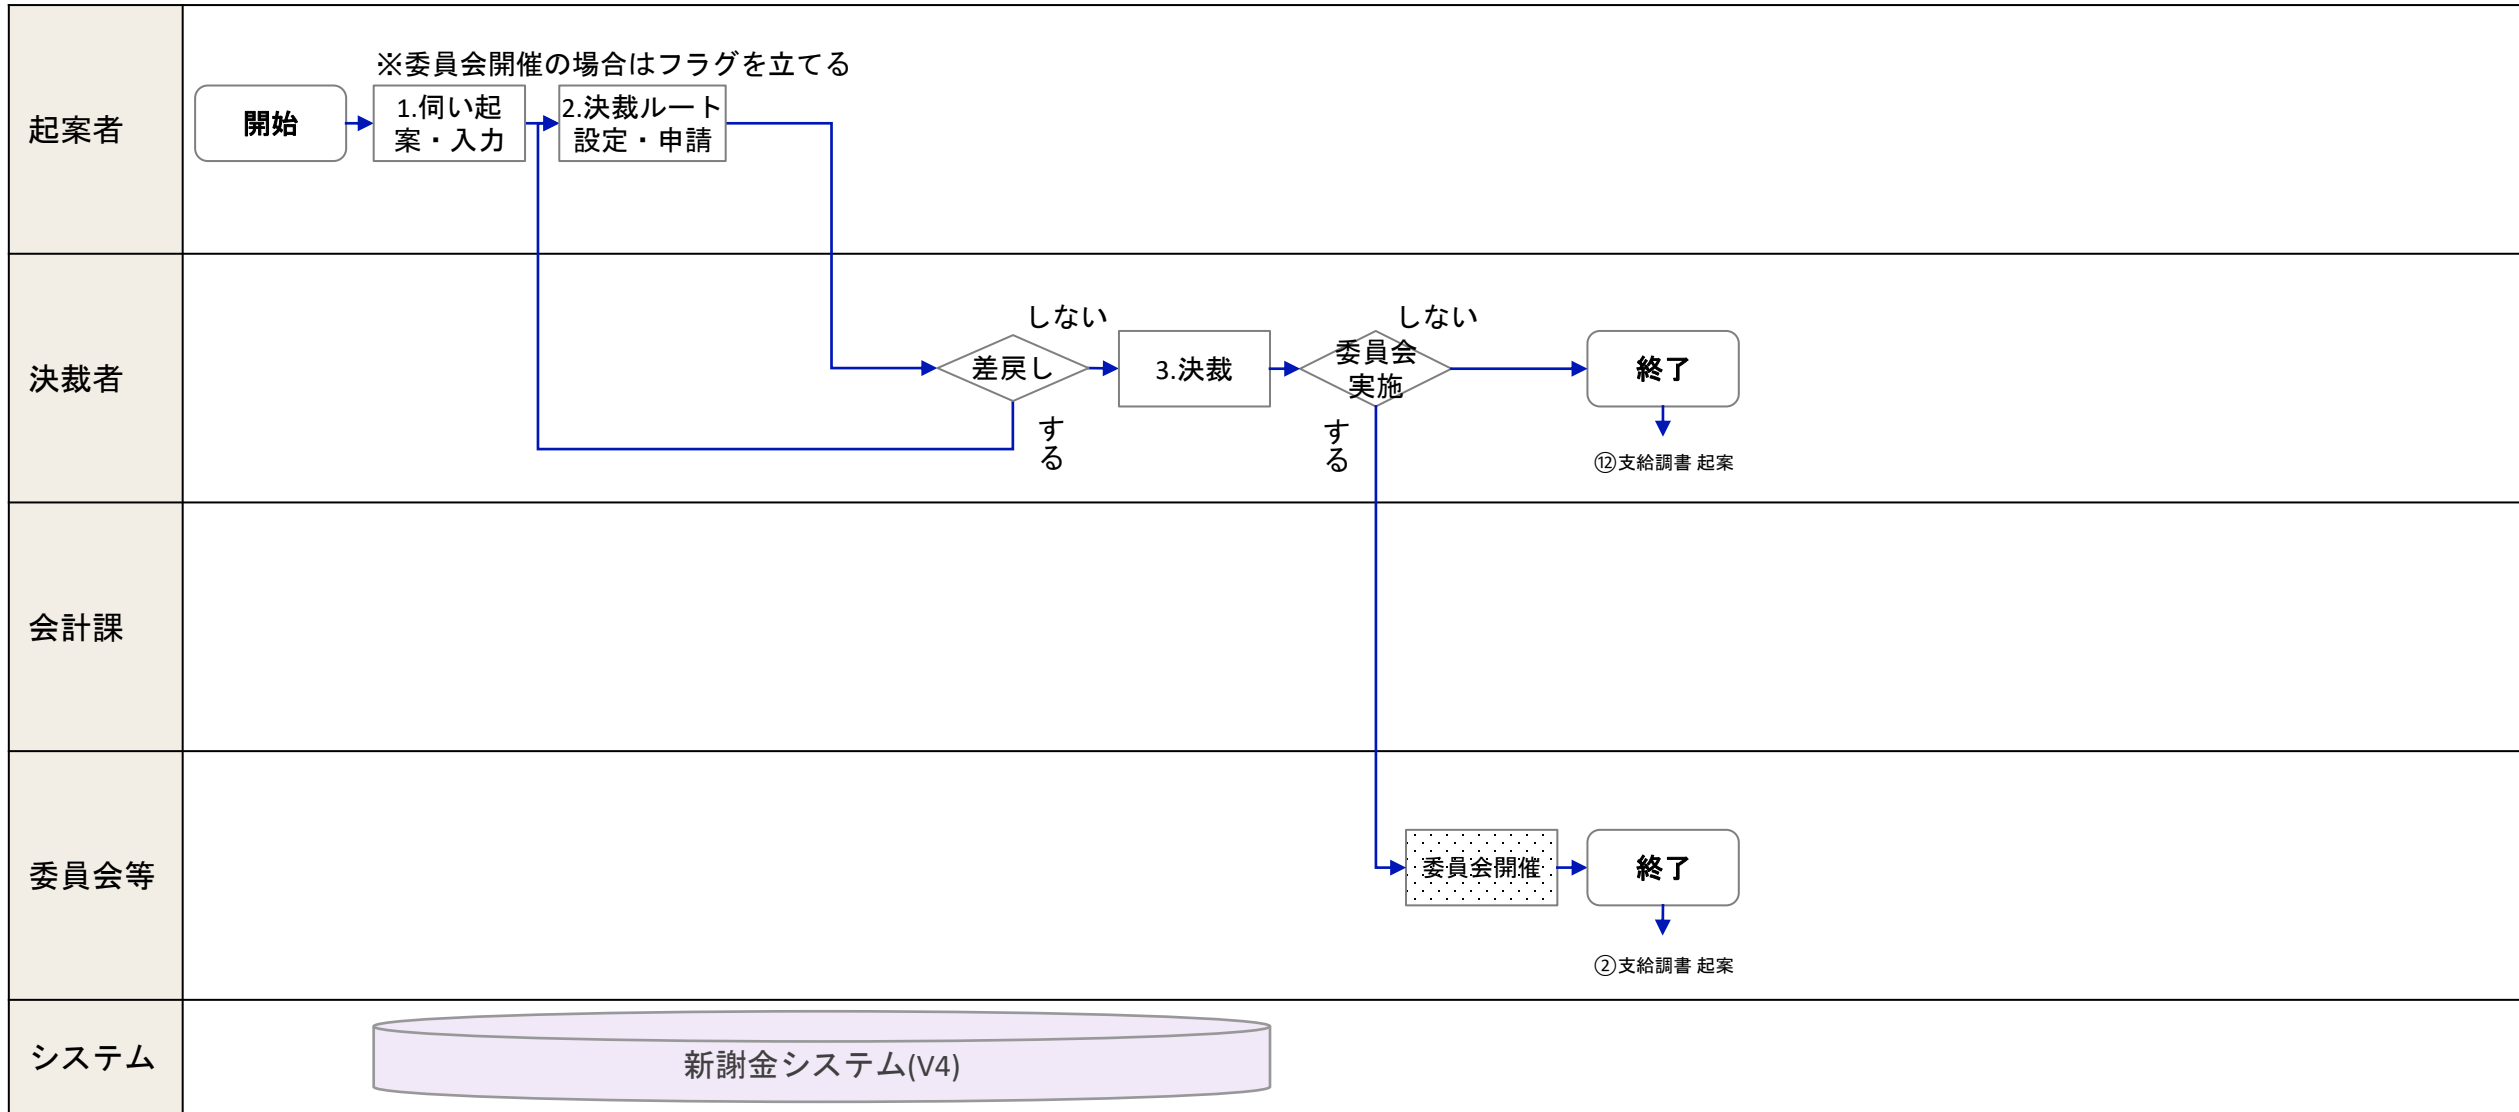 ※委員会開催の場合はフラグを立てる
起案者
開始
1.伺い起
案・入力
2.決裁ルート
設定・申請
決裁者
差戻し
しない
する
3.決裁
委員会
実施
しない
する
終了
⑫支給調書 起案
会計課
委員会等
委員会開催
終了
②支給調書 起案
システム
新謝金システム(V4)